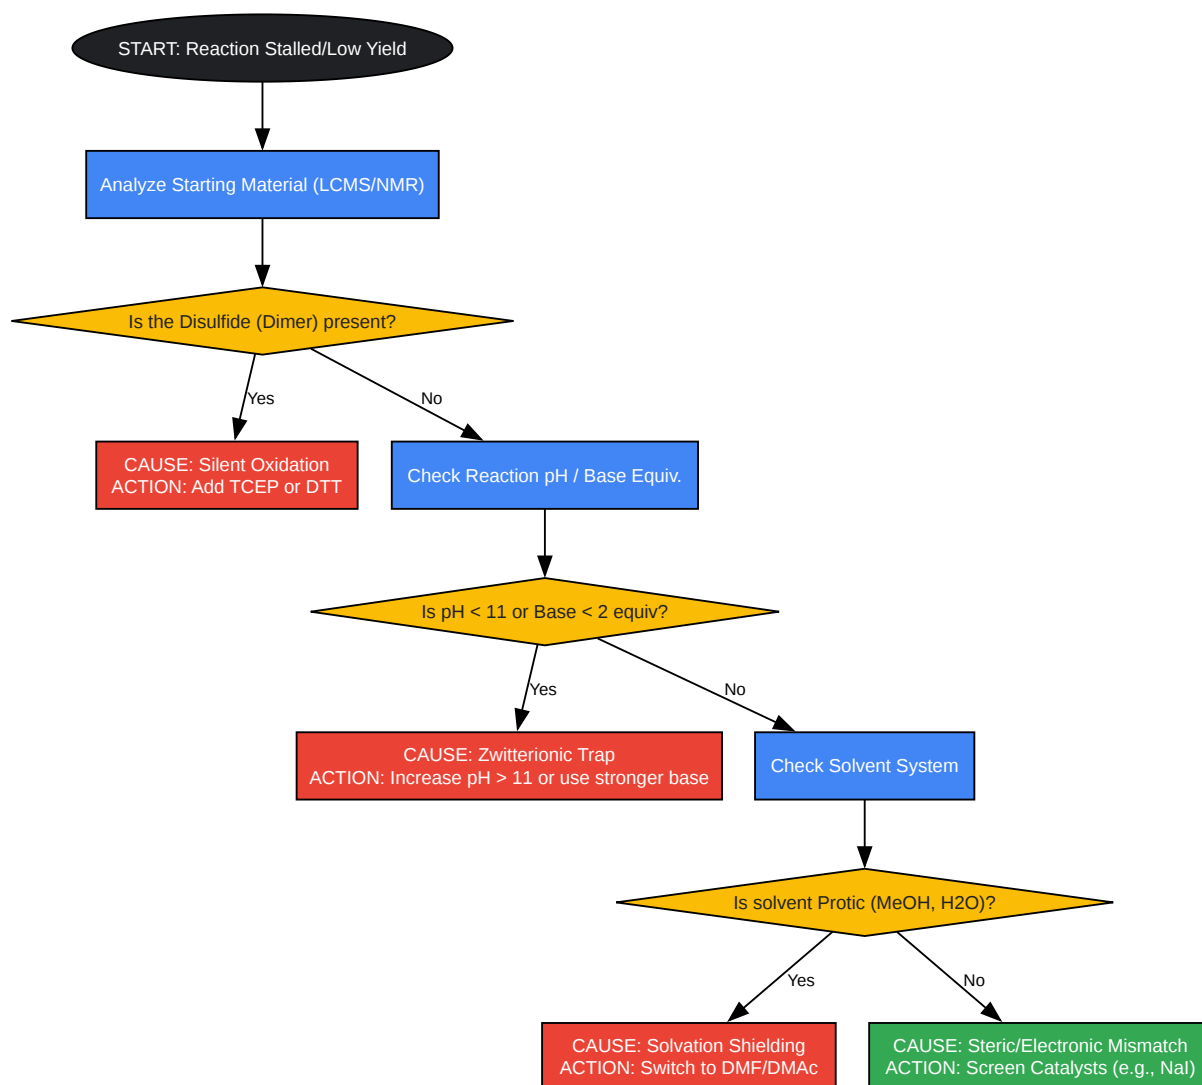 START: Reaction Stalled/Low Yield
Analyze Starting Material (LCMS/NMR)
Is the Disulfide (Dimer) present?
Yes
No
CAUSE: Silent Oxidation
ACTION: Add TCEP or DTT
Check Reaction pH / Base Equiv.
Is pH < 11 or Base < 2 equiv?
Yes
No
CAUSE: Zwitterionic Trap
ACTION: Increase pH > 11 or use stronger base
Check Solvent System
Is solvent Protic (MeOH, H2O)?
Yes
No
CAUSE: Solvation Shielding
ACTION: Switch to DMF/DMAc
CAUSE: Steric/Electronic Mismatch
ACTION: Screen Catalysts (e.g., NaI)